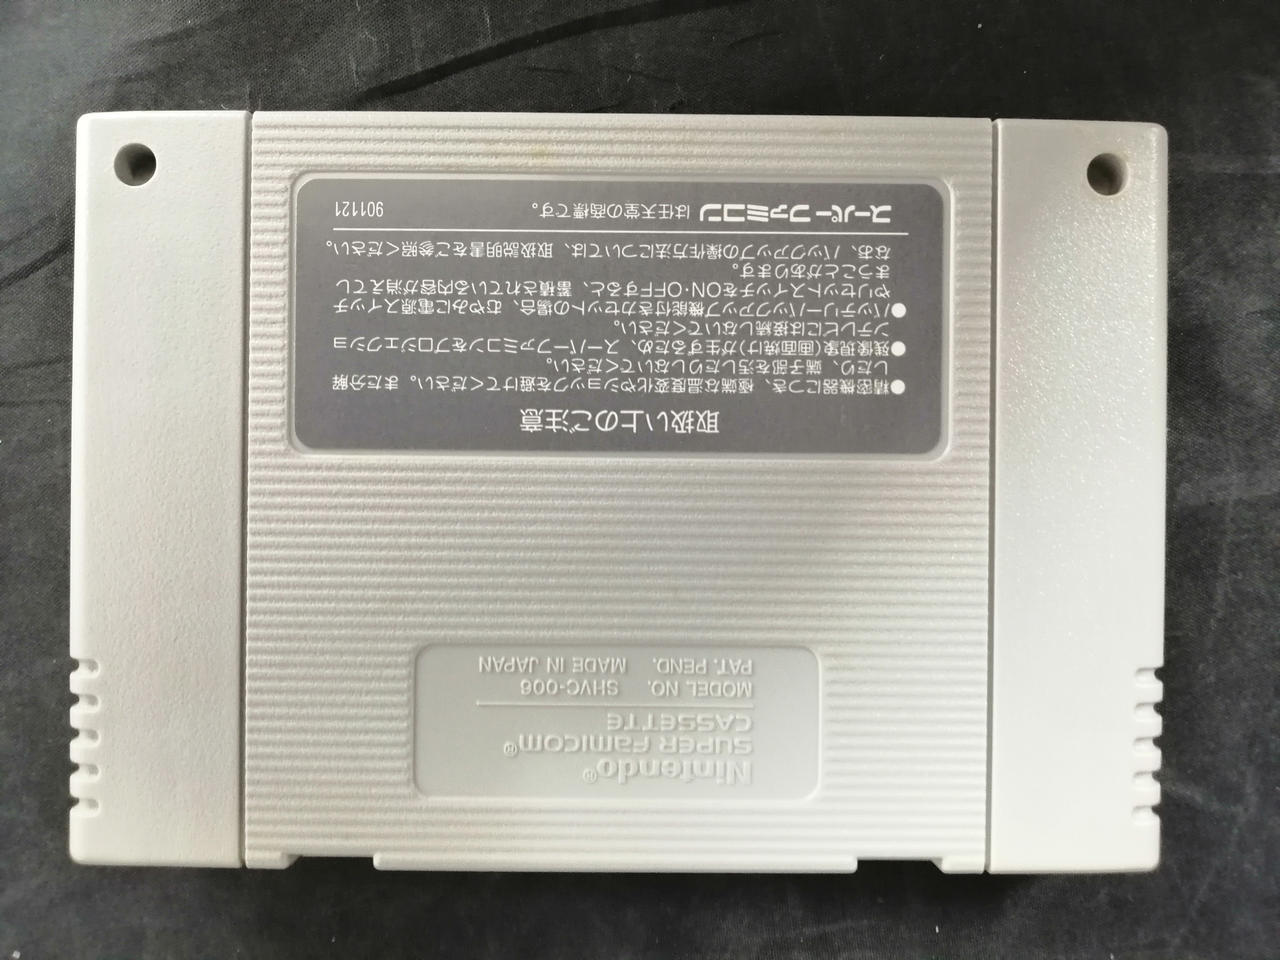 Nintendo®
SUPER FAMICOM®
CASSETTE
MODEL NO. SHVC-006
PAT. PEND. MADE IN JAPAN
取扱い上のご注意
●精密機器につき、極端な温度変化やショックを避けてください。また分解
したり、端子部を汚したりしないでください。
●残像現象(画面焼け)が生ずるため、スーパーファミコンをプロジェクショ
ンテレビには接続しないでください。
●バッテリーバックアップ機能付きカセットの場合、むやみに電源スイッチ
やリセットスイッチをON・OFFすると、蓄積されている内容が消えてし
まうことがあります。
なお、バックアップの操作方法については、取扱説明書をご参照ください。
スーパーファミコンは任天堂の商標です。 901121